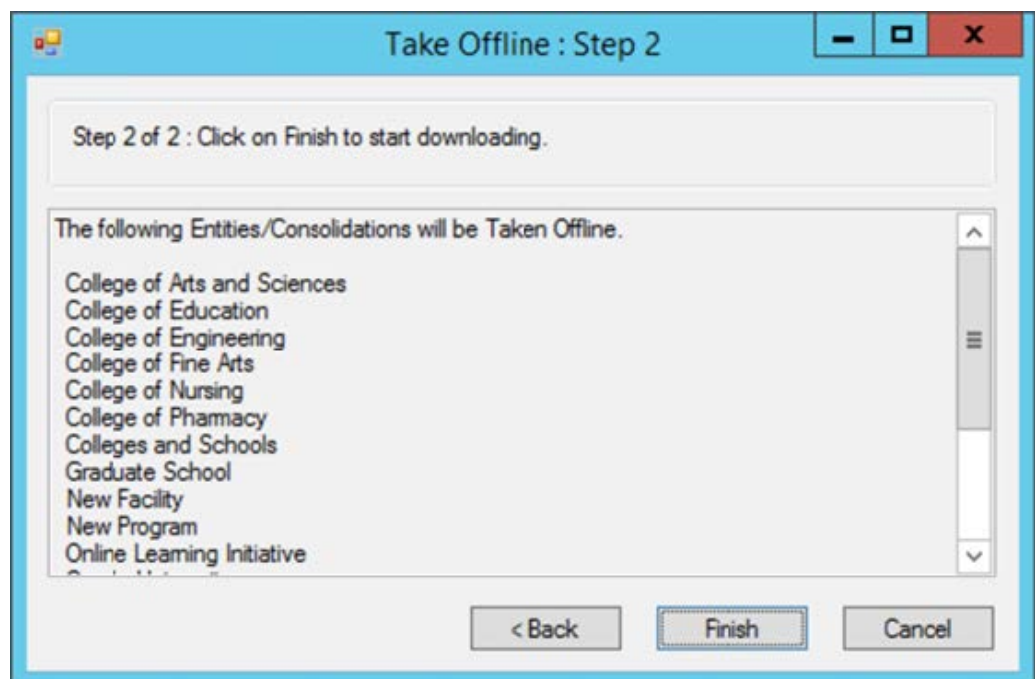 Take Offline : Step 2
Step 2 of 2 : Click on Finish to start downloading.
The following Entities/Consolidations will be Taken Offline.
College of Arts and Sciences
College of Education
College of Engineering
College of Fine Arts
College of Nursing
College of Pharmacy
Colleges and Schools
Graduate School
New Facility
New Program
Online Learning Initiative
< Back
Finish
Cancel